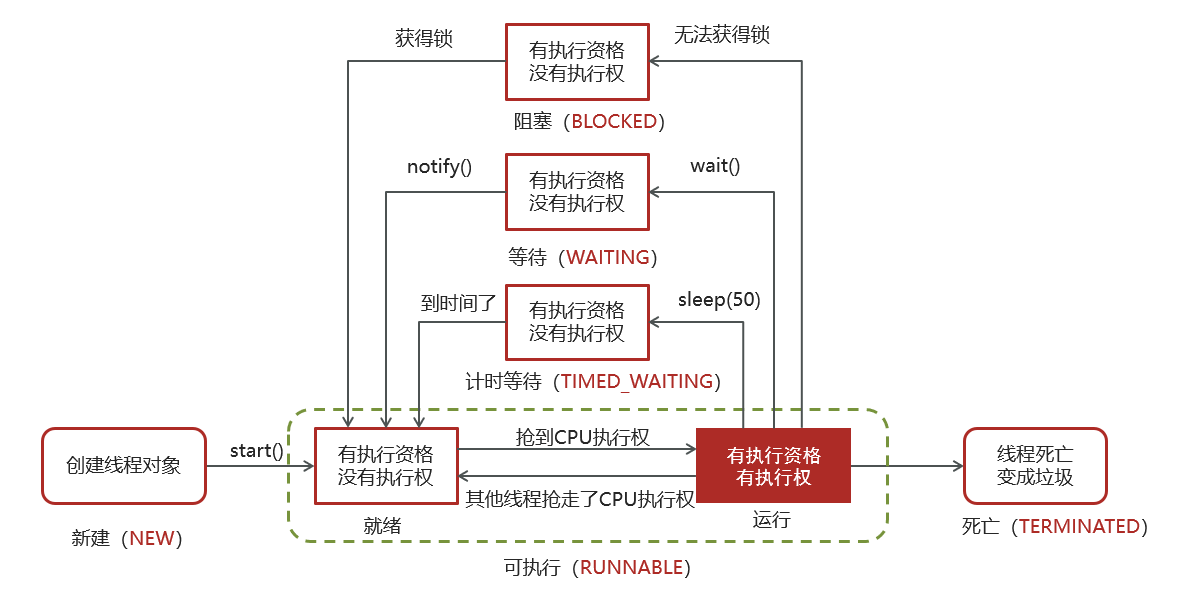 获得锁
有执行资格
没有执行权
无法获得锁
阻塞（BLOCKED）
notify()
有执行资格
没有执行权
wait()
等待（WAITING）
到时间了
有执行资格
没有执行权
sleep(50)
计时等待（TIMED_WAITING）
创建线程对象
start()
有执行资格
没有执行权
抢到CPU执行权
其他线程抢走了CPU执行权
有执行资格
有执行权
线程死亡
变成垃圾
新建（NEW）
就绪
运行
死亡（TERMINATED）
可执行（RUNNABLE）